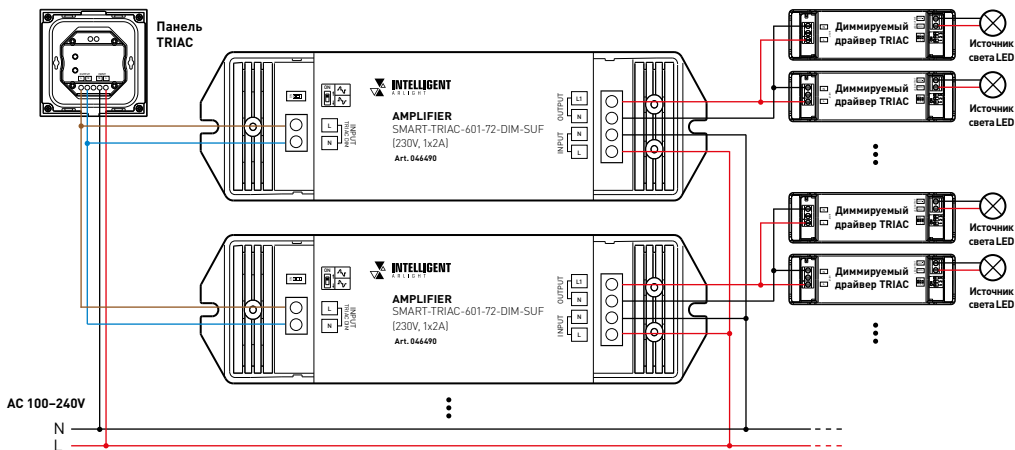 Панель
TRIAC
INTELLIGENT
ARLIGHT
AMPLIFIER
SMART-TRIAC-601-72-DIM-SUF
(230V, 1x2A)
Art. 046490
ON
L
N
INPUT
TRIAC DIM
OUTPUT
L1
N
INPUT
N
L
Диммируемый
драйвер TRIAC
Источник
света LED
Диммируемый
драйвер TRIAC
Источник
света LED
INTELLIGENT
ARLIGHT
AMPLIFIER
SMART-TRIAC-601-72-DIM-SUF
(230V, 1x2A)
Art. 046490
ON
L
N
INPUT
TRIAC DIM
OUTPUT
L1
N
INPUT
N
L
Диммируемый
драйвер TRIAC
Источник
света LED
Диммируемый
драйвер TRIAC
Источник
света LED
AC 100–240V
N
L